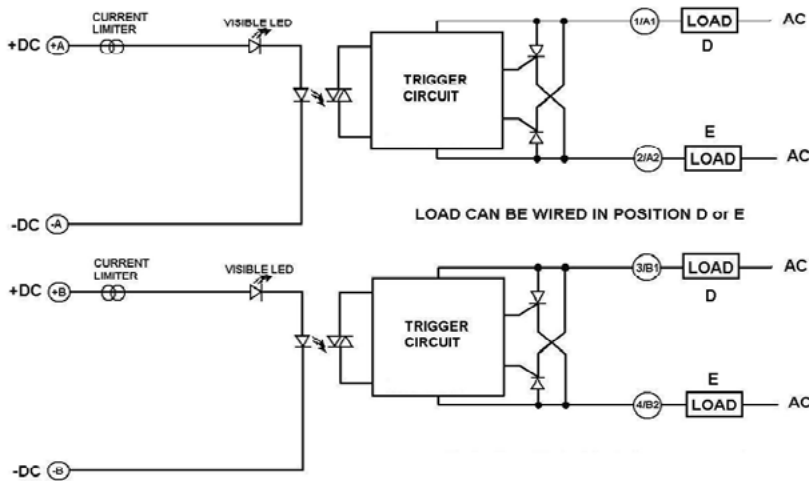 CURRENT
LIMITER
VISIBLE LED
+DC
+A
TRIGGER
CIRCUIT
1/A1
LOAD
AC
D
E
2/A2
LOAD
AC
-DC
-A
LOAD CAN BE WIRED IN POSITION D or E
CURRENT
LIMITER
VISIBLE LED
+DC
+B
TRIGGER
CIRCUIT
3/B1
LOAD
AC
D
E
4/B2
LOAD
AC
-DC
-B